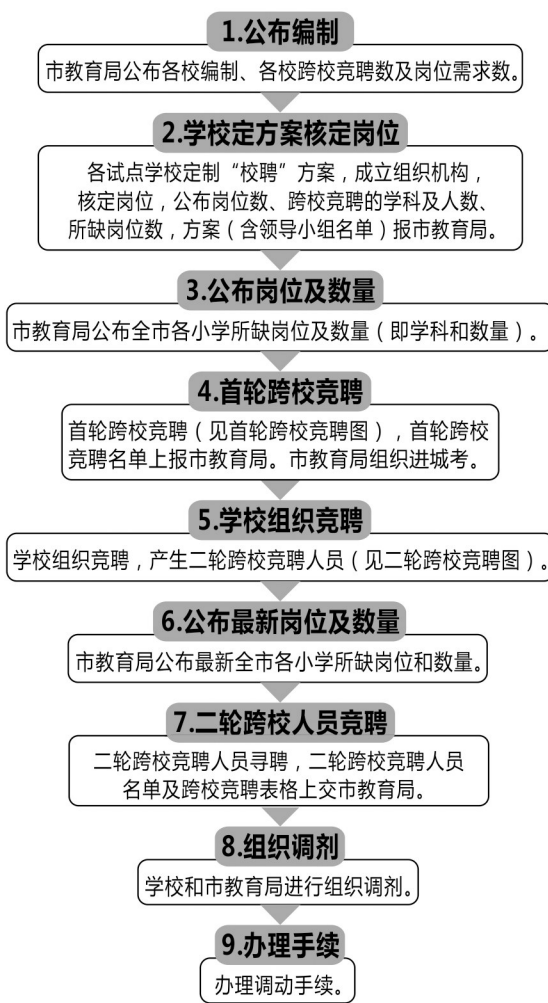 1.公布编制
市教育局公布各校编制、各校跨校竞聘数及岗位需求数。
2.学校定方案核定岗位
各试点学校定制“校聘”方案，成立组织机构，
核定岗位，公布岗位数、跨校竞聘的学科及人数、
所缺岗位数，方案（含领导小组名单）报市教育局。
3.公布岗位及数量
市教育局公布全市各小学所缺岗位及数量（即学科和数量）。
4.首轮跨校竞聘
首轮跨校竞聘（见首轮跨校竞聘图），首轮跨校
竞聘名单上报市教育局。市教育局组织进城考。
5.学校组织竞聘
学校组织竞聘，产生二轮跨校竞聘人员（见二轮跨校竞聘图）。
6.公布最新岗位及数量
市教育局公布最新全市各小学所缺岗位和数量。
7.二轮跨校人员竞聘
二轮跨校竞聘人员寻聘，二轮跨校竞聘人员
名单及跨校竞聘表格上交市教育局。
8.组织调剂
学校和市教育局进行组织调剂。
9.办理手续
办理调动手续。